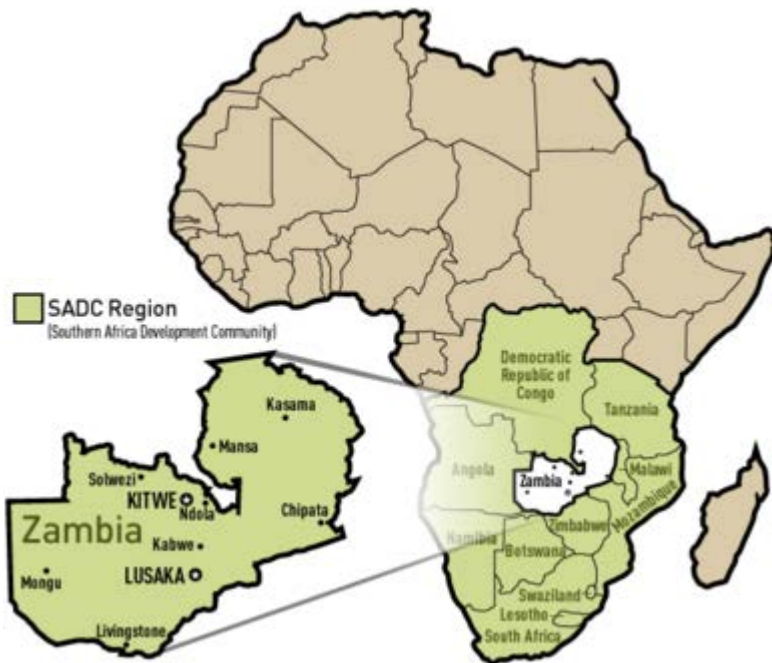 SADC Region
(Southern Africa Development Community)
Democratic
Republic of
Congo
Tanzania
Angola
Zambia
Malawi
Mozambique
Zimbabwe
Namibia
Botswana
Swaziland
Lesotho
South Africa
Kasama
Mansa
Solwezi
KITWE
Ndola
Chipata
Zambia
Kabwe
Mongu
LUSAKA
Livingstone